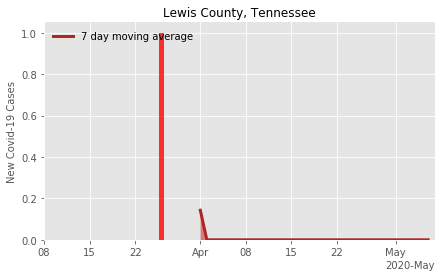 Lewis County, Tennessee
7 day moving average
New Covid-19 Cases
1.0
0.8
0.6
0.4
0.2
0.0
08 15 22 Apr 08 15 22 May
2020-May